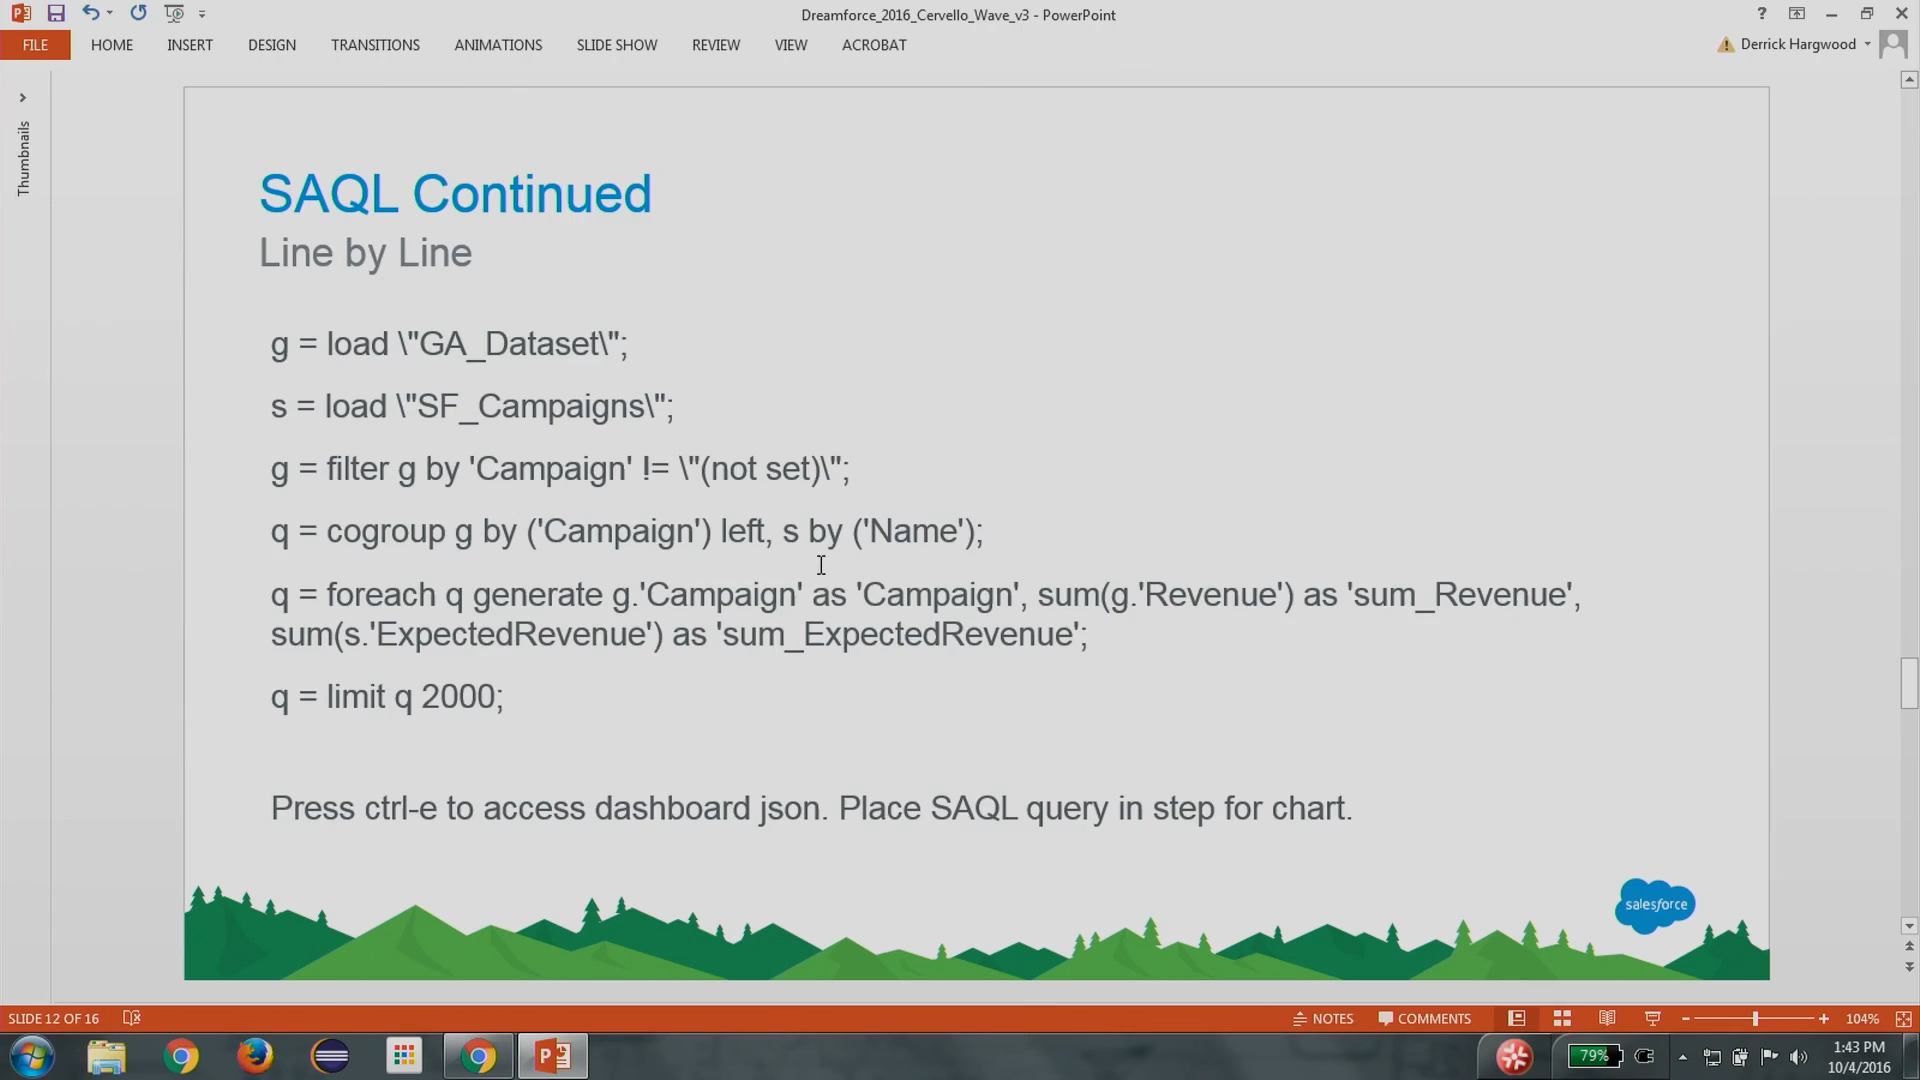 Dreamforce_2016_Cervello_Wave_v3 - PowerPoint
?
FILE
HOME
INSERT
DESIGN
TRANSITIONS
ANIMATIONS
SLIDE SHOW
REVIEW
VIEW
ACROBAT
Derrick Hargwood
Thumbnails
SAQL Continued
Line by Line
g = load \"GA_Dataset\";
s = load \"SF_Campaigns\";
g = filter g by 'Campaign' != \"(not set)\";
q = cogroup g by ('Campaign') left, s by ('Name');
q = foreach q generate g.'Campaign' as 'Campaign', sum(g.'Revenue') as 'sum_Revenue',
sum(s.'ExpectedRevenue') as 'sum_ExpectedRevenue';
q = limit q 2000;
Press ctrl-e to access dashboard json. Place SAQL query in step for chart.
salesforce
SLIDE 12 OF 16
NOTES
COMMENTS
104%
79%
1:43 PM
10/4/2016